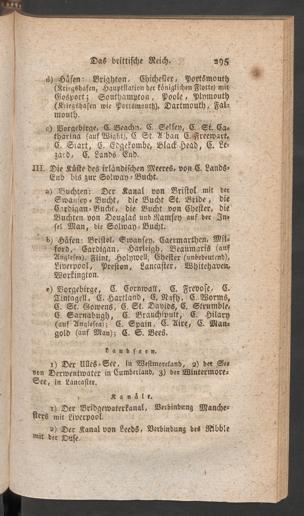 Das brittische Reich. 295
b) Häfen: Brighton, Chichester, Portsmouth
(Kriegshafen, Hauptstation der königlichen Flotte) mit
Gosport; Southampton, Poole, Plymouth
(Kriegshafen wie Portsmouth), Dartmouth, Fal-
mouth.
c) Vorgebirge, C. Beachy, C. Selsey, C. St. Ca-
tharina (auf Wight), C. St. Alban C.
C. Start, C. Edgekombe, Black Head, C. Le-
zard, C. Lands End.
III. Die Küste des irländischen Meeres, von C. Lands-
End bis zur Solway-Bucht.
a) Buchten: Der Kanal von Bristol mit der
Swansey-Bucht, die Bucht St. Bride, die
Cardigan-Bucht, die Bucht von Chester, die
Buchten von Douglas und Ramsey auf der In-
sel Man, die Solway-Bucht.
b) Häfen: Bristol, Swansey, Caermarthen, Mil-
ford, Cardigan, Harleigh, Beaumaris (auf
Anglesey), Flint, Holywell, Chester (unbedeutend),
Liverpool, Preston, Lancaster, Whitehaven,
Workington.
c) Vorgebirge, C. Cornwall, C. Trevose, C.
Tintagell, C. Hartland, C. Nash, C. Worms,
C. St. Gowens, C. St. Davids, C. Strumble,
C. Sarnabugh, C. Brauchipult, C. Hilary
(auf Anglesea); C. Spain, C. Aire, C. Man-
gold (auf Man); C. S. Bees.
Landseen.
1) Der Ulles-See, in Westmoreland, 2) der See
von Derwentwater in Cumberland, 3) der Wintermore-
See, in Lancaster.
Kanäle.
1) Der Bridgewaterkanal, Verbindung Manche-
sters mit Liverpool.
2) Der Kanal von Leeds, Verbindung des Ribble
mit der Ouse.